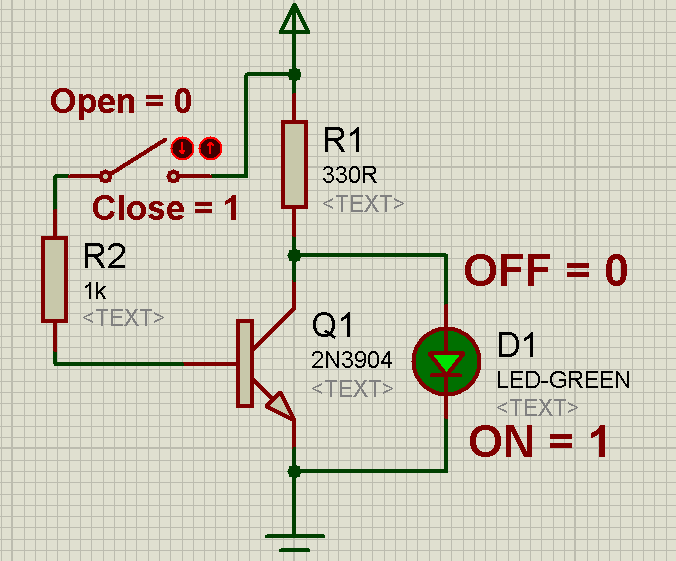 Open = 0
Close = 1
R1
330R
<TEXT>
R2
1k
<TEXT>
Q1
2N3904
<TEXT>
OFF = 0
D1
LED-GREEN
<TEXT>
ON = 1